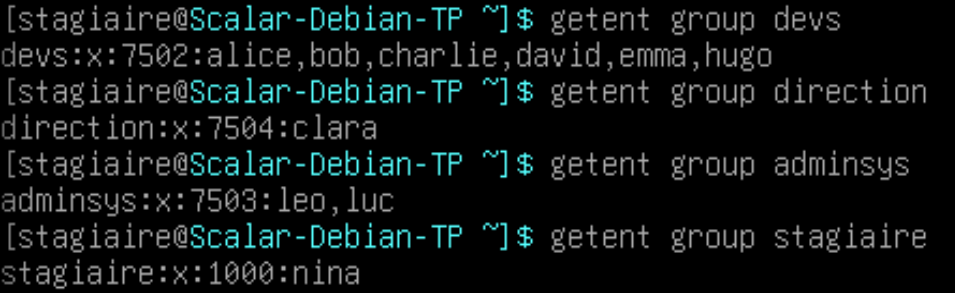 [stagiaire@Scalar-Debian-TP ~]$ getent group devs
devs:x:7502:alice,bob,charlie,david,emma,hugo
[stagiaire@Scalar-Debian-TP ~]$ getent group direction
direction:x:7504:clara
[stagiaire@Scalar-Debian-TP ~]$ getent group adminsys
adminsys:x:7503:leo,luc
[stagiaire@Scalar-Debian-TP ~]$ getent group stagiaire
stagiaire:x:1000:nina